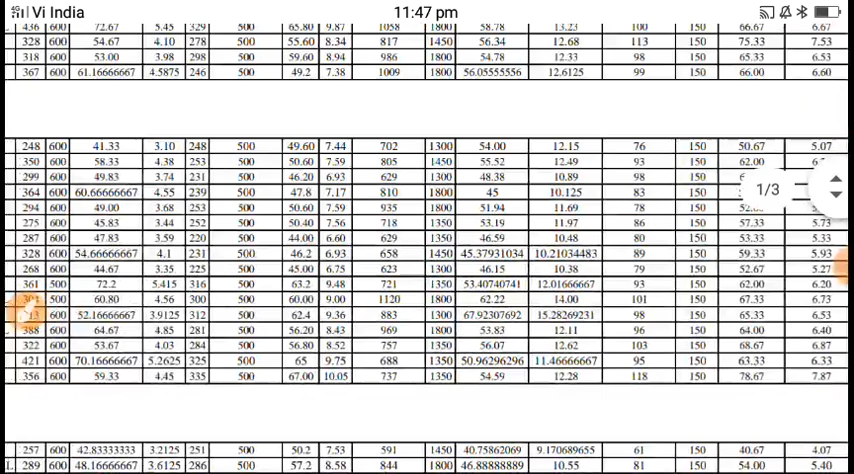 4G Vi India 11:47 pm
436 600 72.67 5.45 329 500 65.80 9.87 1058 1800 58.78 13.23 100 150 66.67 6.67
328 600 54.67 4.10 278 500 55.60 8.34 817 1450 56.34 12.68 113 150 75.33 7.53
318 600 53.00 3.98 298 500 59.60 8.94 986 1800 54.78 12.33 98 150 65.33 6.53
367 600 61.16666667 4.5875 246 500 49.2 7.38 1009 1800 56.05555556 12.6125 99 150 66.00 6.60
248 600 41.33 3.10 248 500 49.60 7.44 702 1300 54.00 12.15 76 150 50.67 5.07
350 600 58.33 4.38 253 500 50.60 7.59 805 1450 55.52 12.49 93 150 62.00
299 600 49.83 3.74 231 500 46.20 6.93 629 1300 48.38 10.89 98 150
364 600 60.66666667 4.55 239 500 47.8 7.17 810 1800 45 10.125 83 150 1/3
294 600 49.00 3.68 253 500 50.60 7.59 935 1800 51.94 11.69 78 150
275 600 45.83 3.44 252 500 50.40 7.56 718 1350 53.19 11.97 86 150 57.33 5.73
287 600 47.83 3.59 220 500 44.00 6.60 629 1350 46.59 10.48 80 150 53.33 5.33
328 600 54.66666667 4.1 231 500 46.2 6.93 658 1450 45.37931034 10.21034483 89 150 59.33 5.93
268 600 44.67 3.35 225 500 45.00 6.75 623 1300 46.15 10.38 79 150 52.67 5.27
361 500 72.2 5.415 316 500 63.2 9.48 721 1350 53.40740741 12.01666667 93 150 62.00 6.20
500 60.80 4.56 300 500 60.00 9.00 1120 1800 62.22 14.00 101 150 67.33 6.73
600 52.16666667 3.9125 312 500 62.4 9.36 883 1300 67.92307692 15.28269231 98 150 65.33 6.53
388 600 64.67 4.85 281 500 56.20 8.43 969 1800 53.83 12.11 96 150 64.00 6.40
322 600 53.67 4.03 284 500 56.80 8.52 757 1350 56.07 12.62 103 150 68.67 6.87
421 600 70.16666667 5.2625 325 500 65 9.75 688 1350 50.96296296 11.46666667 95 150 63.33 6.33
356 600 59.33 4.45 335 500 67.00 10.05 737 1350 54.59 12.28 118 150 78.67 7.87
257 600 42.83333333 3.2125 251 500 50.2 7.53 591 1450 40.75862069 9.170689655 61 150 40.67 4.07
L 289 600 48.16666667 3.6125 286 500 57.2 8.58 844 1800 46.88888889 10.55 81 150 54.00 5.40